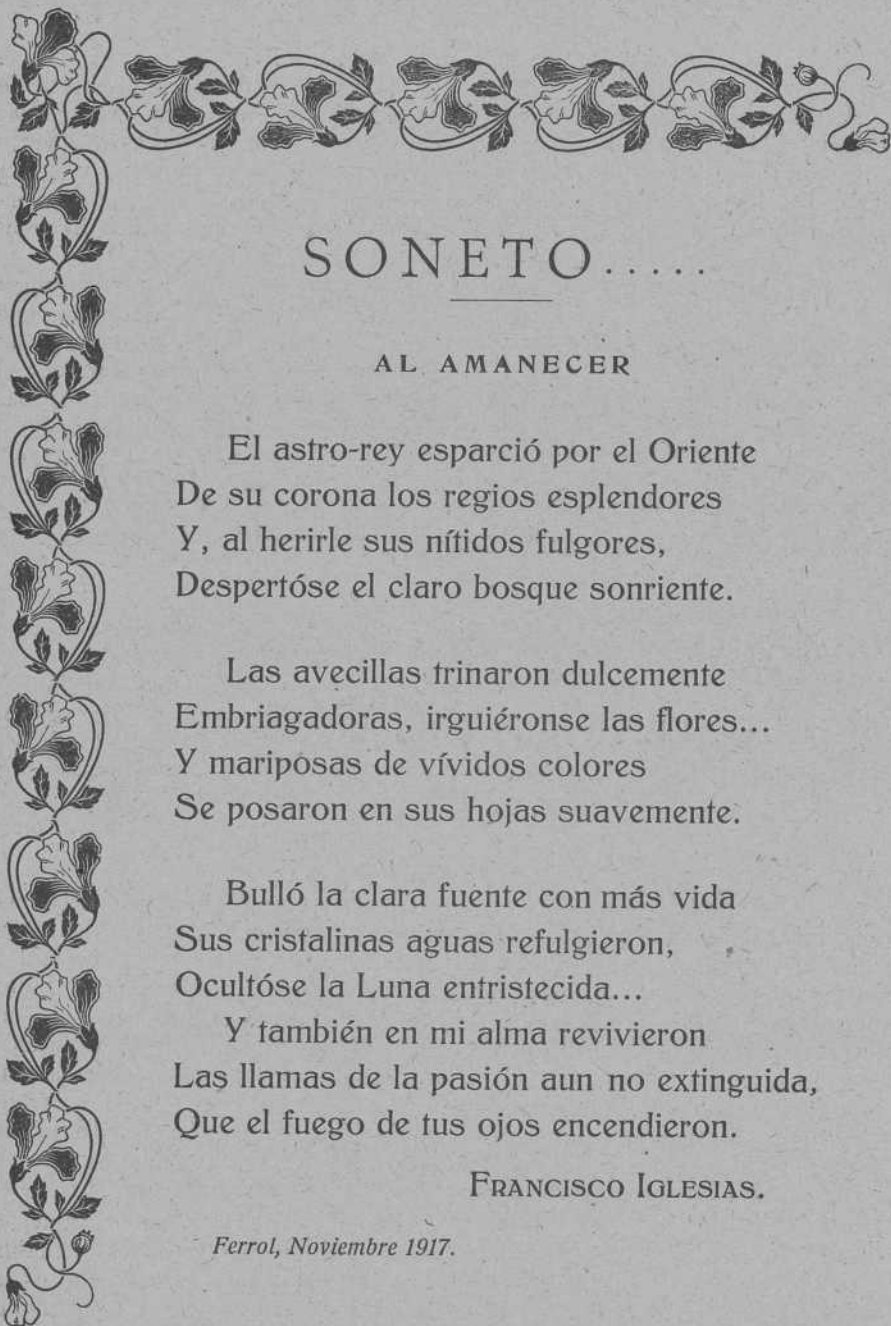 SONETO.....
AL AMANECER
El astro-rey esparció por el Oriente
De su corona los regios esplendores
Y, al herirle sus nítidos fulgores,
Despertóse el claro bosque sonriente.
Las avecillas trinaron dulcemente
Embriagadoras, irguiéronse las flores...
Y mariposas de vívidos colores
Se posaron en sus hojas suavemente.
Bulló la clara fuente con más vida
Sus cristalinas aguas refulgieron,
Ocultóse la Luna entristecida...
Y también en mi alma revivieron
Las llamas de la pasión aun no extinguida,
Que el fuego de tus ojos encendieron.
FRANCISCO IGLESIAS.
Ferrol, Noviembre 1917.